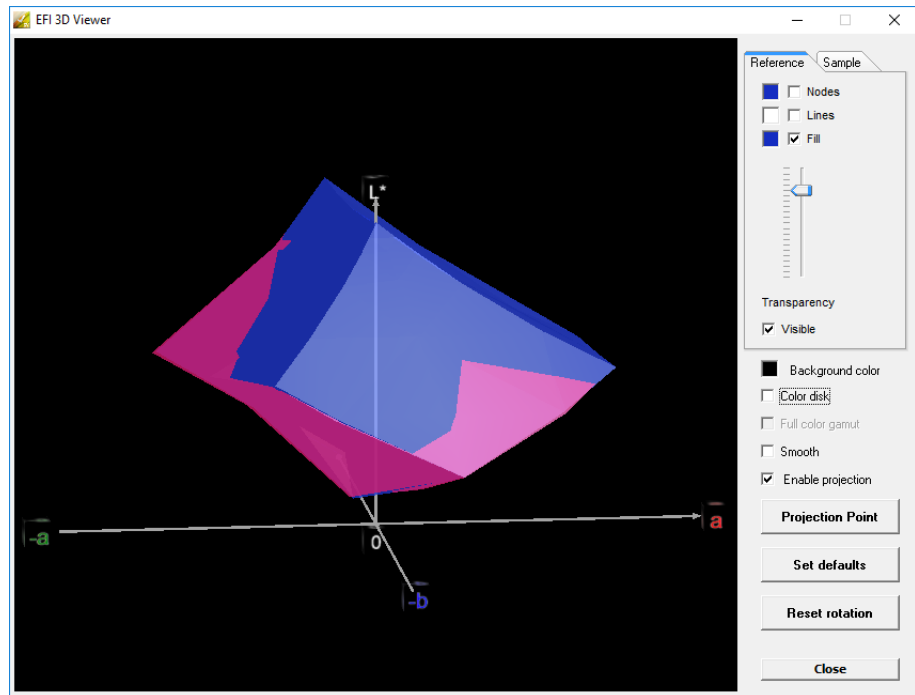 EFI 3D Viewer
Reference Sample
Nodes
Lines
Fill
Transparency
Visible
Background color
Color disk
Full color gamut
Smooth
Enable projection
Projection Point
Set defaults
Reset rotation
Close
L*
-a
a
0
-b